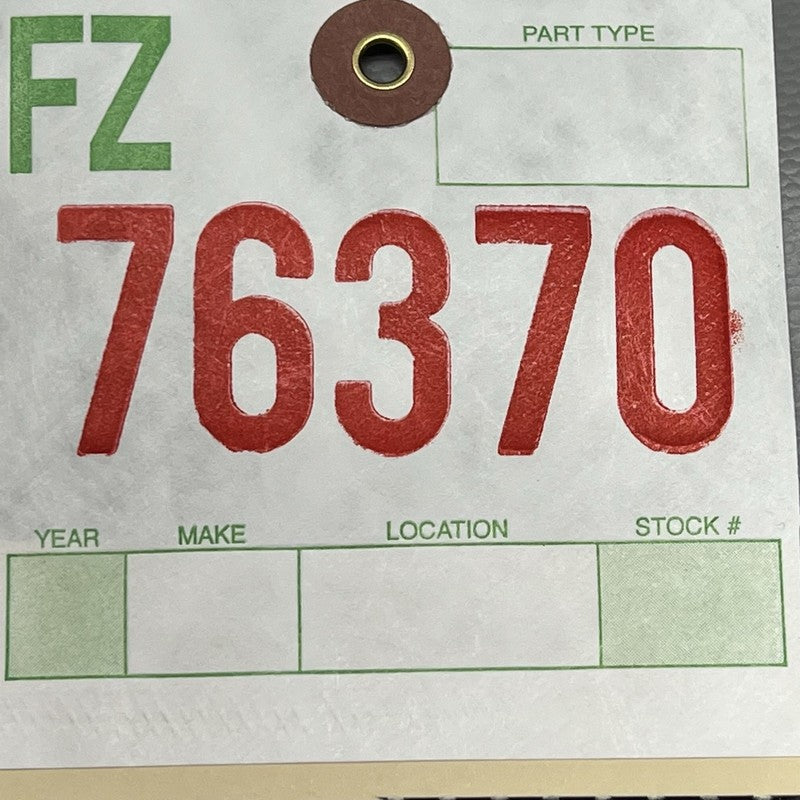 FZ
PART TYPE
76370
YEAR MAKE LOCATION STOCK #